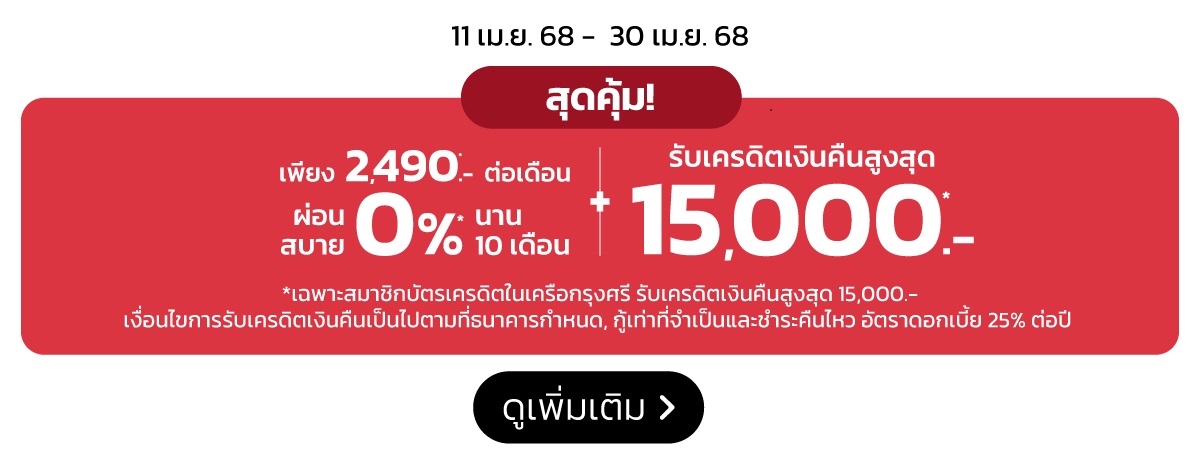 11 เม.ย. 68 - 30 เม.ย. 68
สุดคุ้ม!
เพียง 2,490.-* ต่อเดือน
ผ่อนสบาย 0%* นาน 10 เดือน
+
รับเครดิตเงินคืนสูงสุด
15,000.-*
*เฉพาะสมาชิกบัตรเครดิตในเครือกรุงศรี รับเครดิตเงินคืนสูงสุด 15,000.-
เงื่อนไขการรับเครดิตเงินคืนเป็นไปตามที่ธนาคารกำหนด, กู้เท่าที่จำเป็นและชำระคืนไหว อัตราดอกเบี้ย 25% ต่อปี
ดูเพิ่มเติม >